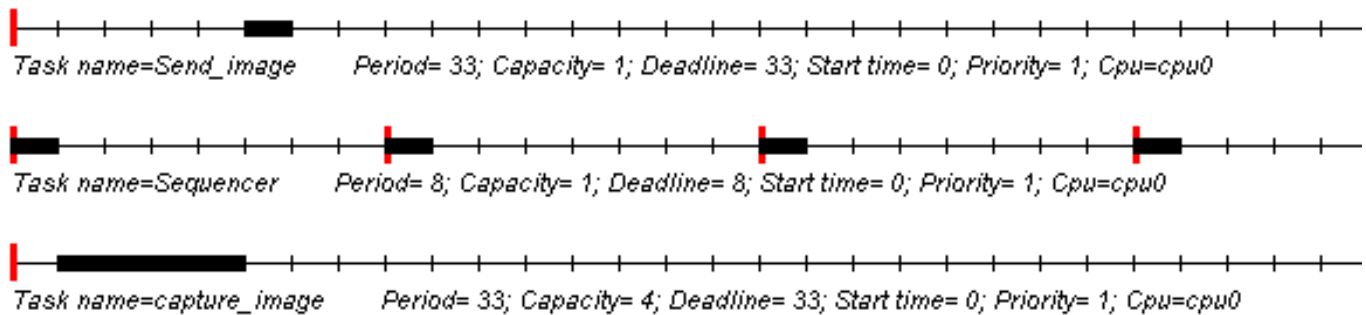 Task name=Send_image Period= 33; Capacity= 1; Deadline= 33; Start time= 0; Priority= 1; Cpu=cpu0
Task name=Sequencer Period= 8; Capacity= 1; Deadline= 8; Start time= 0; Priority= 1; Cpu=cpu0
Task name=capture_image Period= 33; Capacity= 4; Deadline= 33; Start time= 0; Priority= 1; Cpu=cpu0